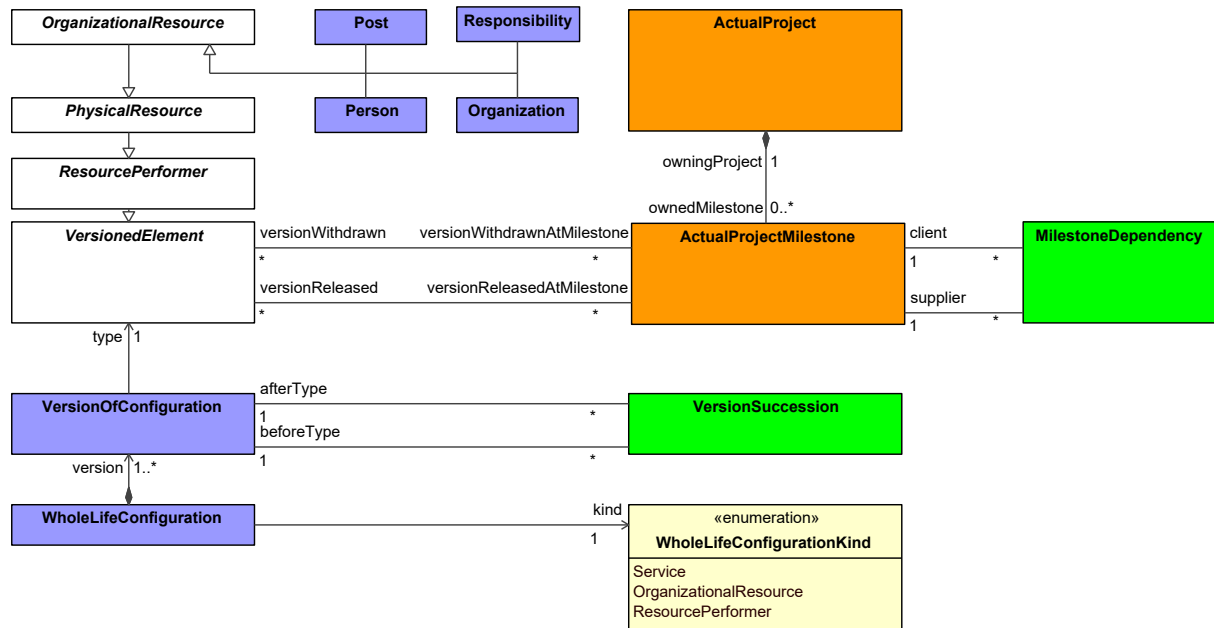 OrganizationalResource
Post
Responsibility
ActualProject
PhysicalResource
Person
Organization
ResourcePerformer
owningProject
1
ownedMilestone
0..*
VersionedElement
versionWithdrawn
versionWithdrawnAtMilestone
*
*
ActualProjectMilestone
client
1
*
MilestoneDependency
versionReleased
versionReleasedAtMilestone
*
*
supplier
1
*
type
1
VersionOfConfiguration
afterType
1
*
VersionSuccession
beforeType
1
*
version
1..*
WholeLifeConfiguration
kind
1
«enumeration»
WholeLifeConfigurationKind
Service
OrganizationalResource
ResourcePerformer